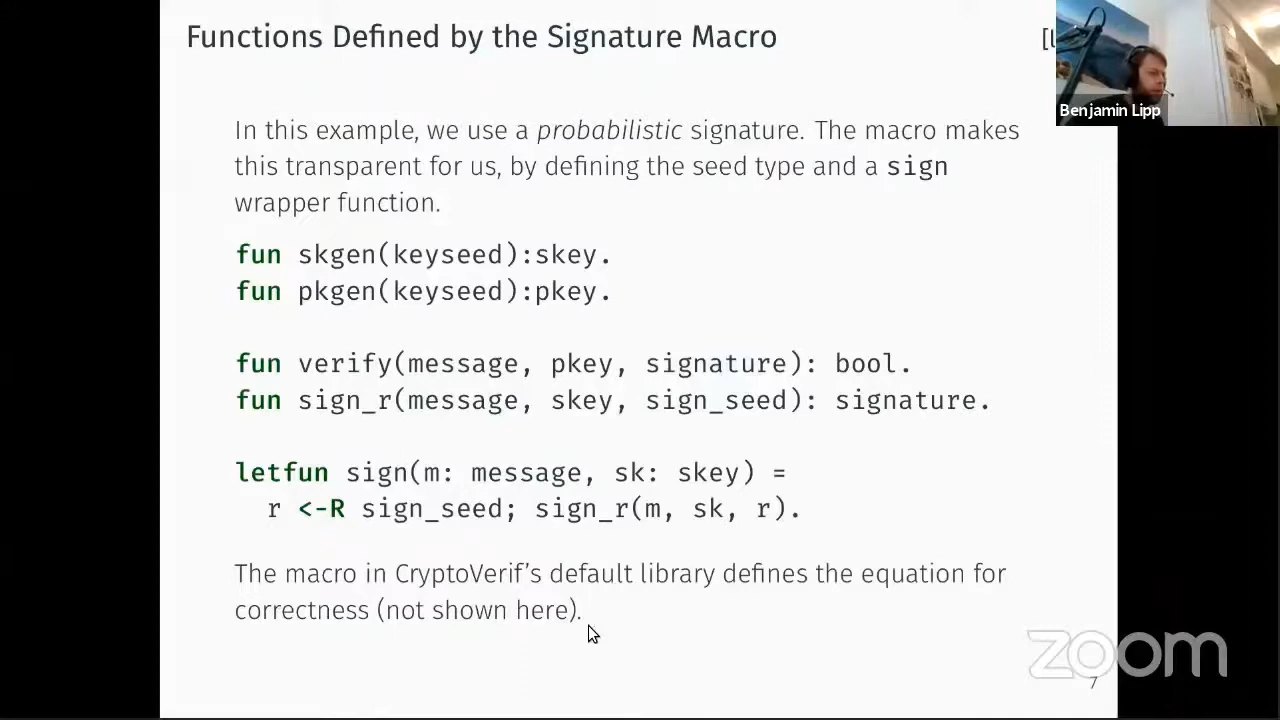 Functions Defined by the Signature Macro
Benjamin Lipp
In this example, we use a probabilistic signature. The macro makes
this transparent for us, by defining the seed type and a sign
wrapper function.
fun skgen(keyseed):skey.
fun pkgen(keyseed):pkey.
fun verify(message, pkey, signature): bool.
fun sign_r(message, skey, sign_seed): signature.
letfun sign(m: message, sk: skey) =
r <-R sign_seed; sign_r(m, sk, r).
The macro in CryptoVerif’s default library defines the equation for
correctness (not shown here).
zoom
7